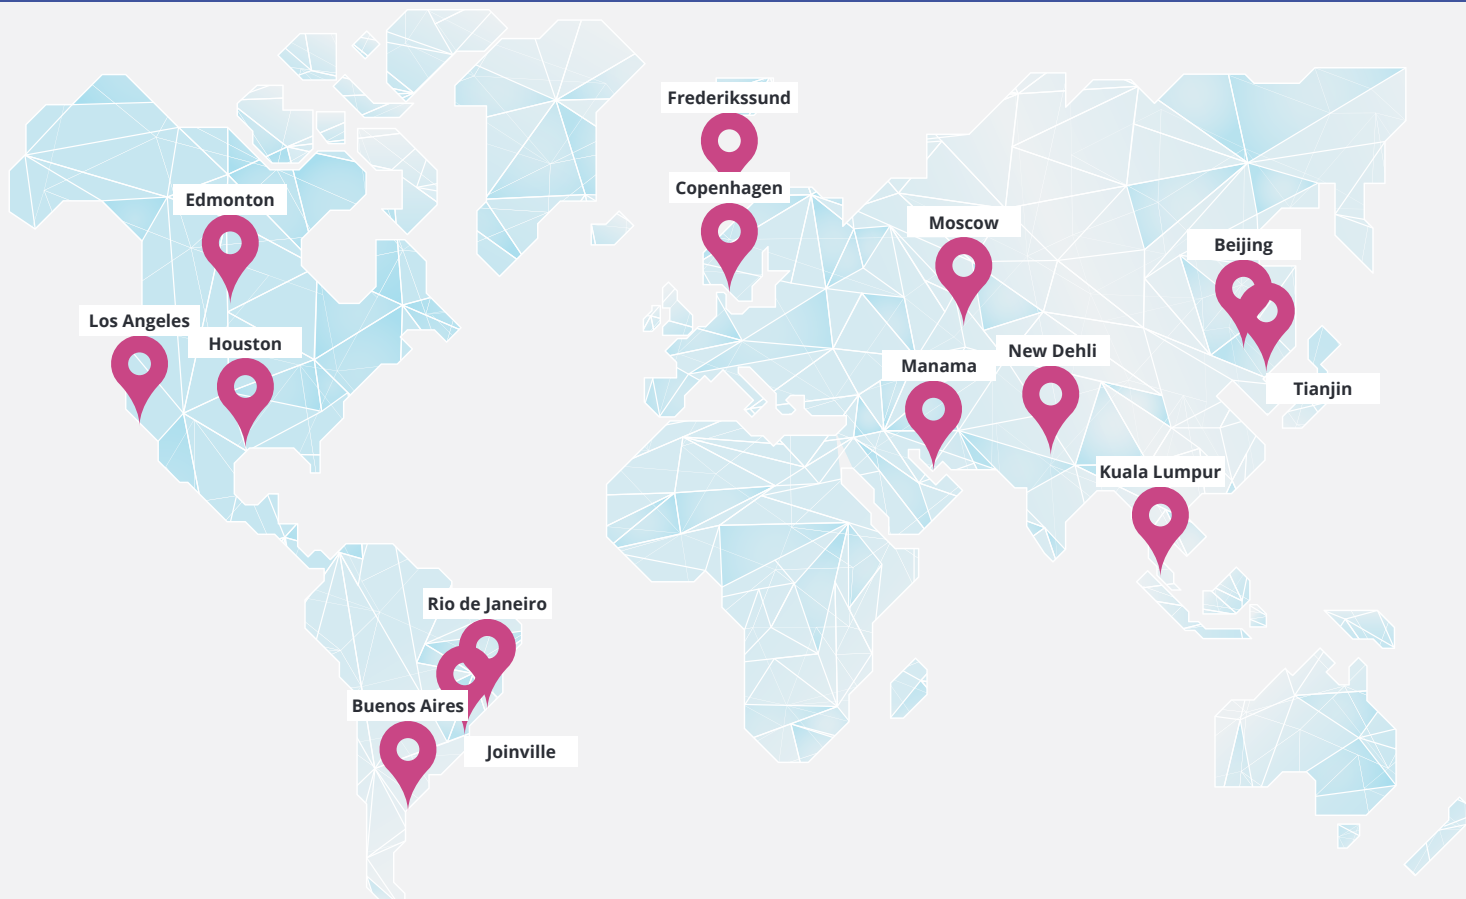 Frederikssund
Copenhagen
Edmonton
Moscow
Beijing
Los Angeles
Houston
New Dehli
Manama
Tianjin
Kuala Lumpur
Rio de Janeiro
Buenos Aires
Joinville